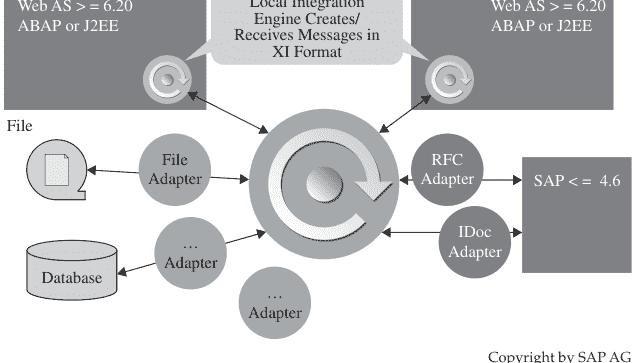 Web AS > = 6.20
ABAP or J2EE
Local Integration
Engine Creates/
Receives Messages in
XI Format
Web AS > = 6.20
ABAP or J2EE
File
File
Adapter
RFC
Adapter
SAP < = 4.6
IDoc
Adapter
…
Adapter
Database
…
Adapter
Copyright by SAP AG